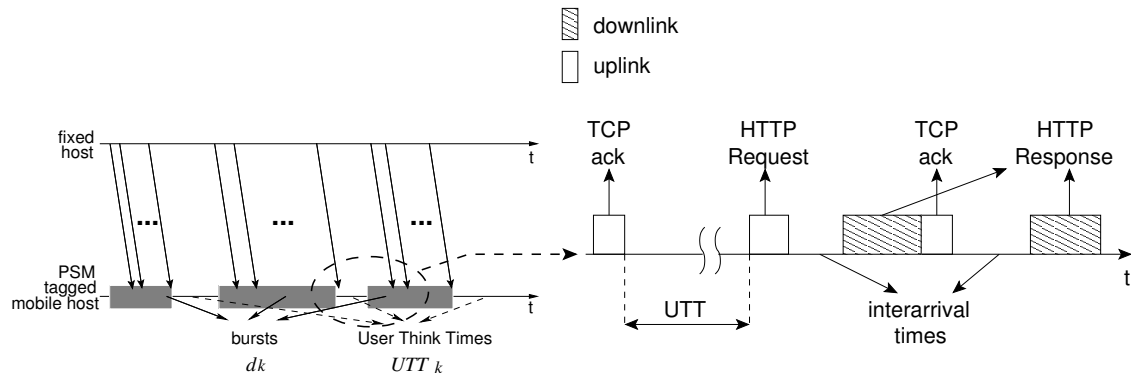 downlink
uplink
fixed
host
t
...
...
...
PSM
tagged
mobile host
t
bursts
User Think Times
dk
UTT k
TCP
ack
HTTP
Request
TCP
ack
HTTP
Response
t
UTT
interarrival
times